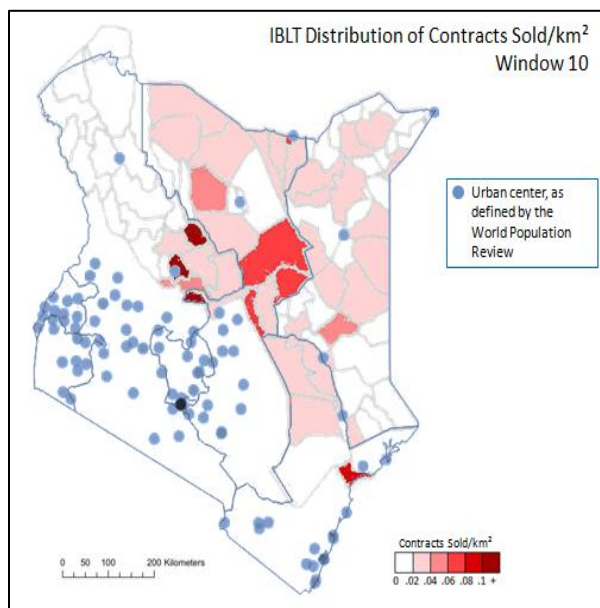 IBLT Distribution of Contracts Sold/km²
Window 10
Urban center, as
defined by the
World Population
Review
Contracts Sold/km²
0 .02 .04 .06 .08 .1 +
0 50 100 200 Kilometers